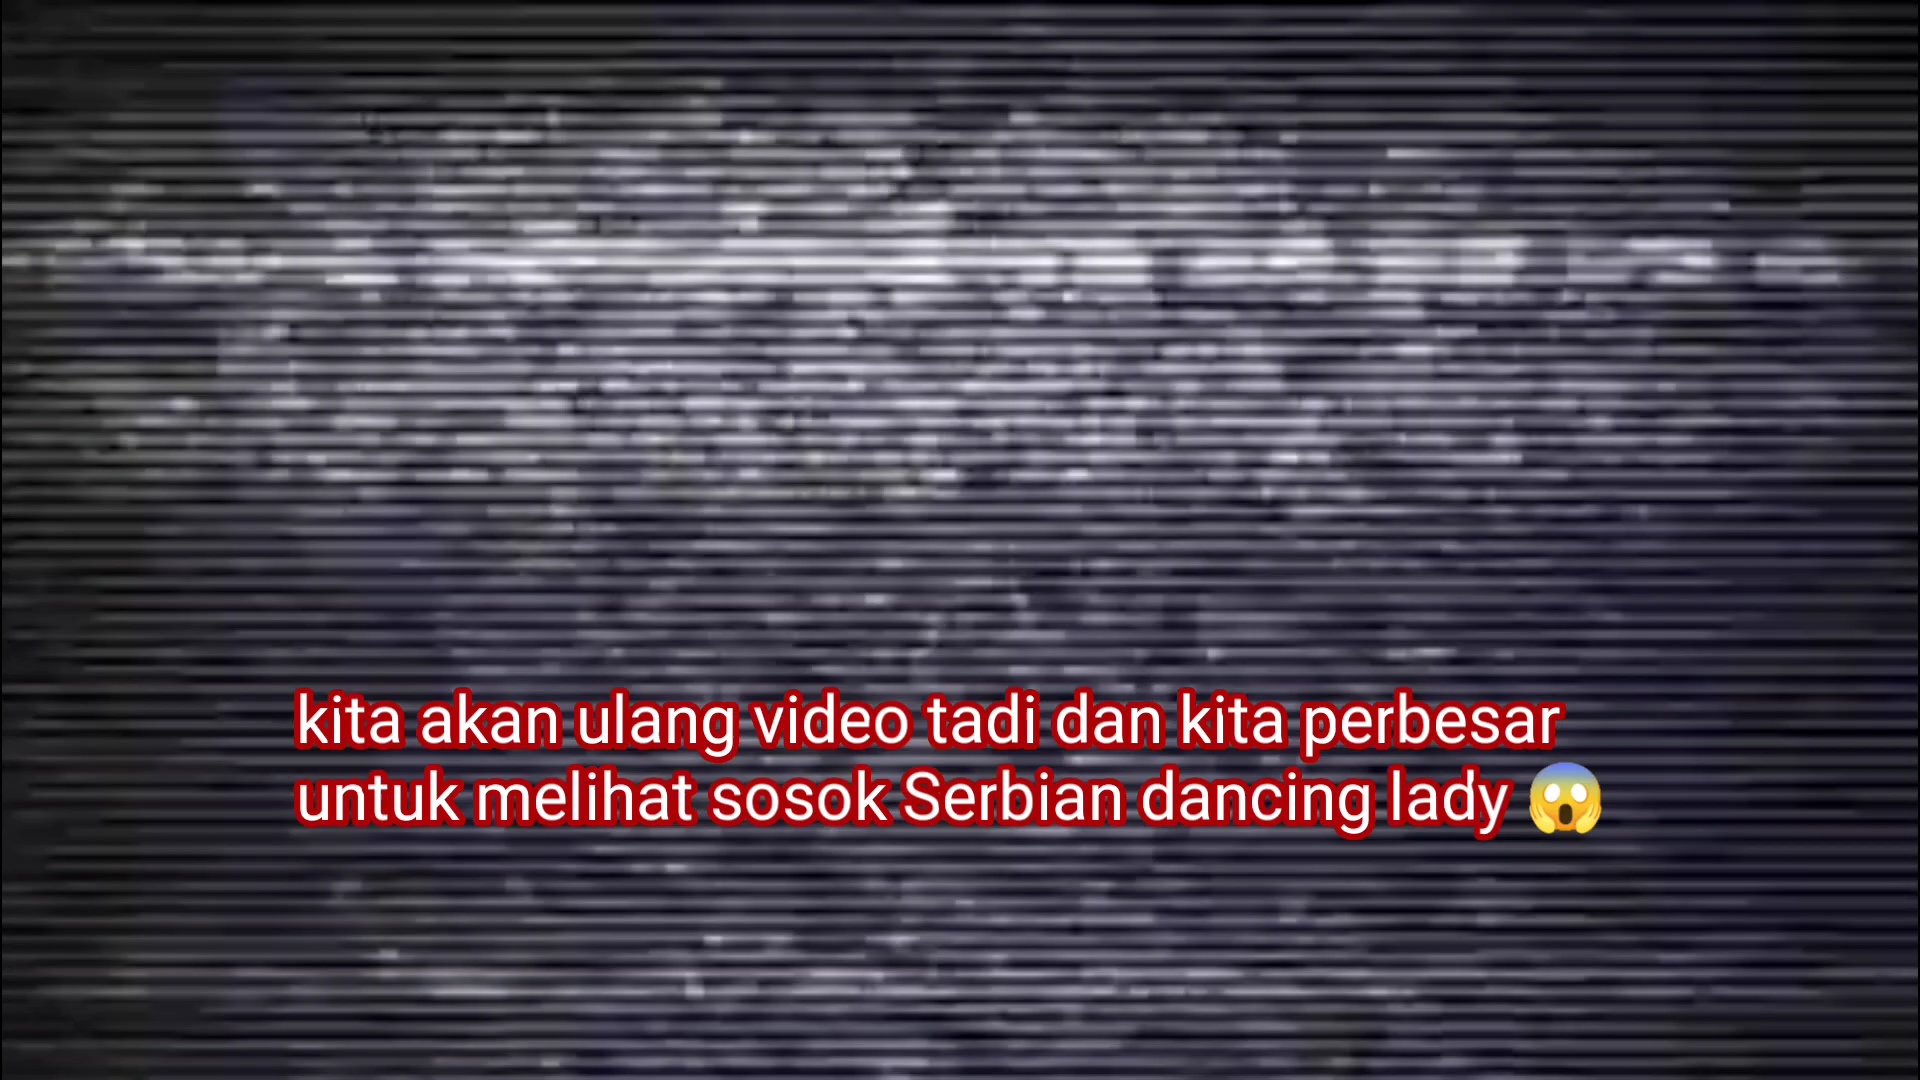 kita akan ulang video tadi dan kita perbesar
untuk melihat sosok Serbian dancing lady 😱